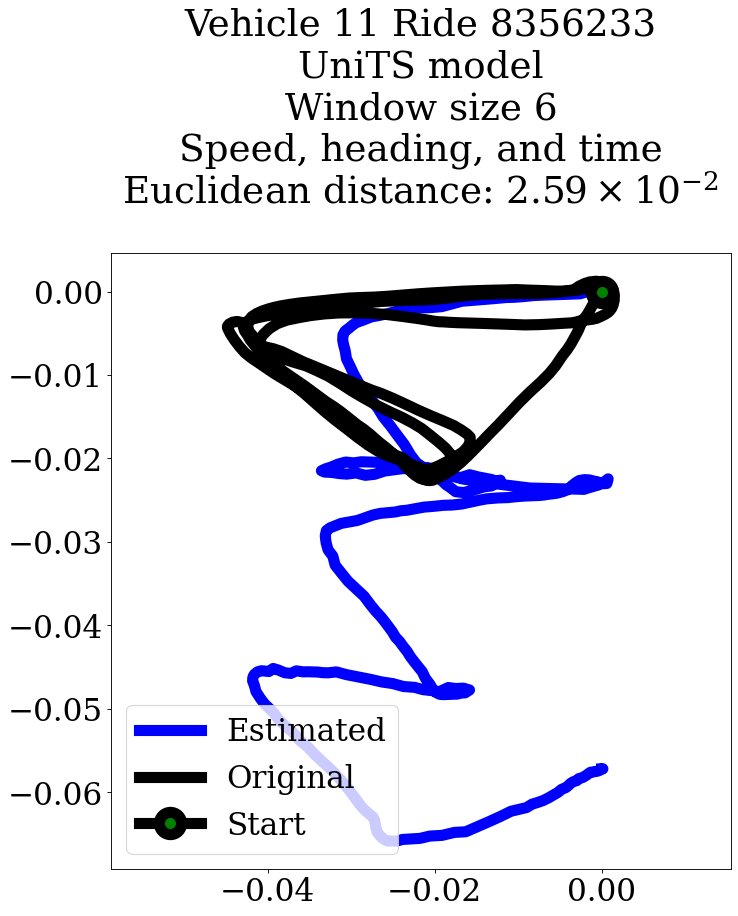 Vehicle 11 Ride 8356233
UniTS model
Window size 6
Speed, heading, and time
Euclidean distance: 2.59 × 10⁻²
0.00
−0.01
−0.02
−0.03
−0.04
−0.05
−0.06
Estimated
Original
Start
−0.04 −0.02 0.00